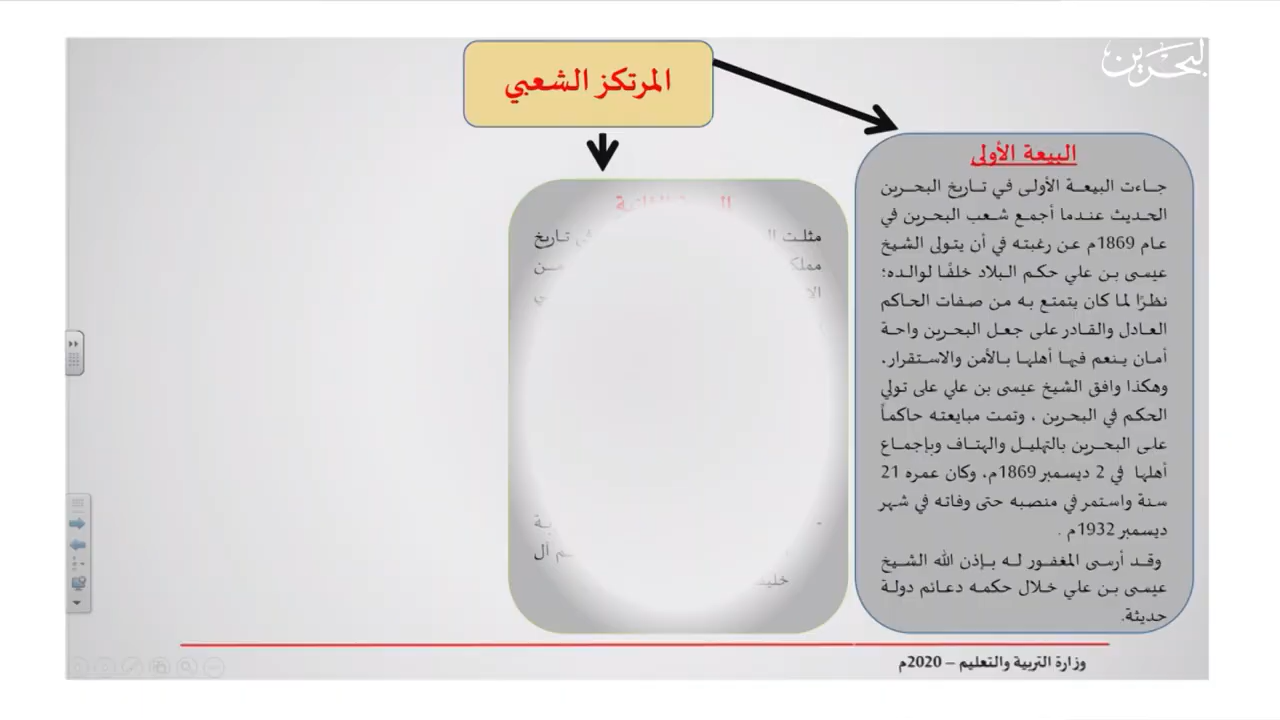 البحرين
المرتكز الشعبي
البيعة الأولى
جاءت البيعة الأولى في تاريخ البحرين
الحديث عندما أجمع شعب البحرين في
عام 1869م عن رغبته في أن يتولى الشيخ
عيسى بن علي حكم البلاد خلفًا لوالده؛
نظرًا لما كان يتمتع به من صفات الحاكم
العادل والقادر على جعل البحرين واحة
أمان ينعم فيها أهلها بالأمن والاستقرار،
وهكذا وافق الشيخ عيسى بن علي على تولي
الحكم في البحرين ، وتمت مبايعته حاكماً
على البحرين بالتهليل والهتاف وبإجماع
أهلها في 2 ديسمبر 1869م، وكان عمره 21
سنة واستمر في منصبه حتى وفاته في شهر
ديسمبر 1932م .
وقد أرسى المغفور له بإذن الله الشيخ
عيسى بن علي خلال حكمه دعائم دولة
حديثة.
مثلت تاريخ
من
آل
وزارة التربية والتعليم – 2020م